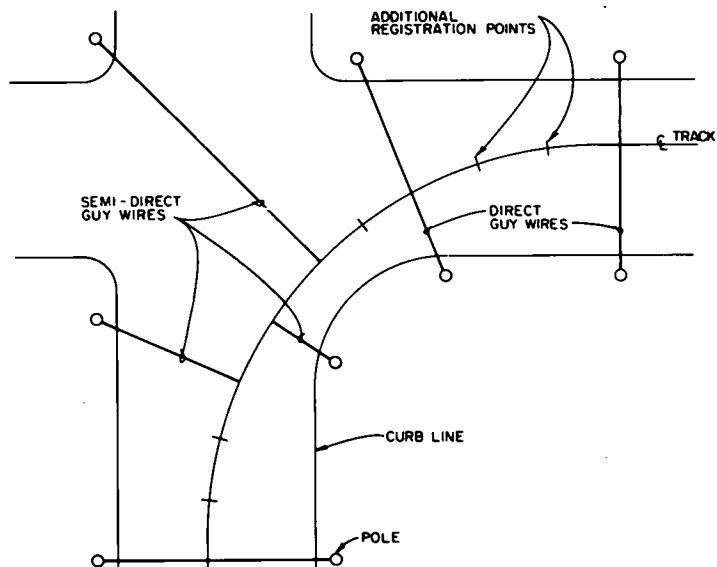 ADDITIONAL
REGISTRATION POINTS
℄ TRACK
SEMI-DIRECT
GUY WIRES
DIRECT
GUY WIRES
CURB LINE
POLE